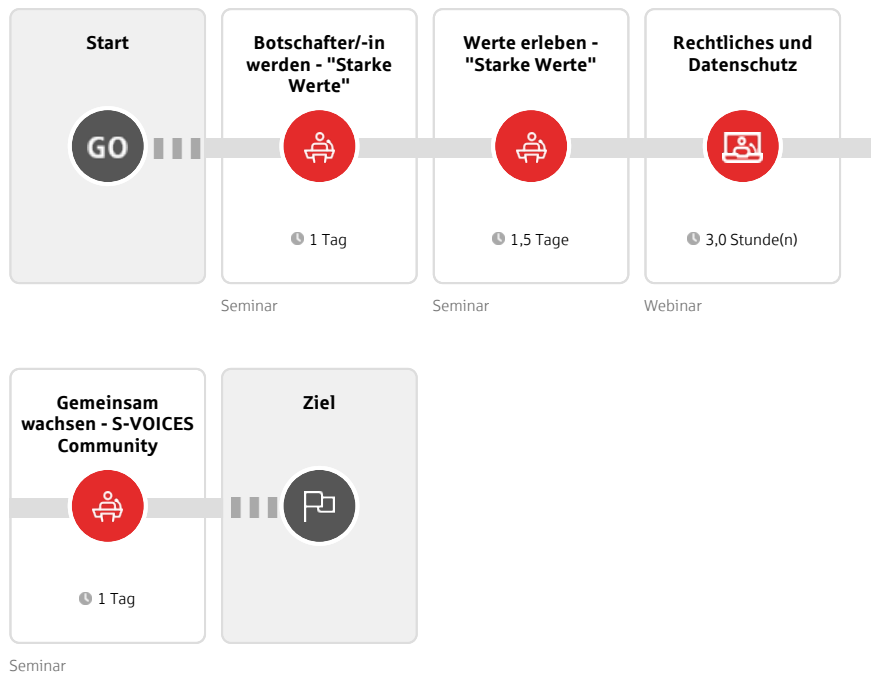 Start
GO
Botschafter/-in
werden - "Starke
Werte"
1 Tag
Seminar
Werte erleben -
"Starke Werte"
1,5 Tage
Seminar
Rechtliches und
Datenschutz
3,0 Stunde(n)
Webinar
Gemeinsam
wachsen - S-VOICES
Community
1 Tag
Seminar
Ziel